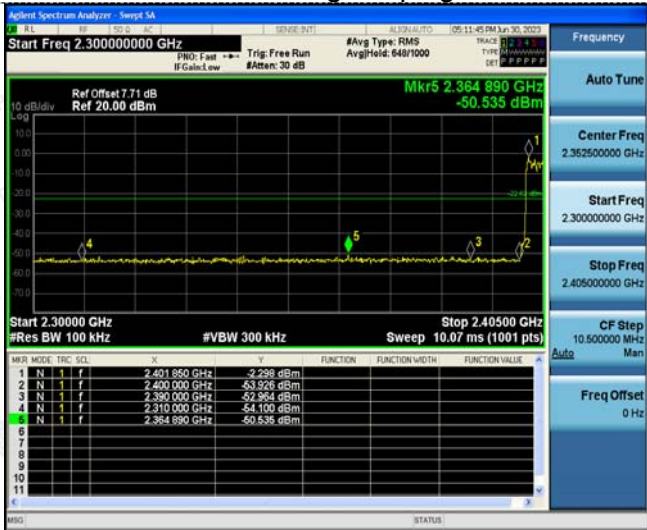 Agilent Spectrum Analyzer - Swept SA
RL RF 50 Ω AC SENSE:INT ALIGNAUTO 05:11:45 PM Jun 30, 2023
Start Freq 2.300000000 GHz
PNO: Fast
IFGain:Low
Trig: Free Run
#Atten: 30 dB
#Avg Type: RMS
Avg|Hold: 648/1000
TRACE 1 2 3 4 5 6
TYPE M
DET P P P P P P
Frequency
Mkr5 2.364 890 GHz
-50.535 dBm
Ref Offset 7.71 dB
10 dB/div Ref 20.00 dBm
Log
10.0
0.00
-10.0
-20.0
-30.0
-40.0
-50.0
-60.0
-70.0
1
4
5
3
2
Start 2.30000 GHz Stop 2.40500 GHz
#Res BW 100 kHz #VBW 300 kHz Sweep 10.07 ms (1001 pts)
MKR MODE TRC SCL X Y FUNCTION FUNCTION WIDTH FUNCTION VALUE
1 N 1 f 2.401 850 GHz -2.298 dBm
2 N 1 f 2.400 000 GHz -53.926 dBm
3 N 1 f 2.390 000 GHz -52.964 dBm
4 N 1 f 2.310 000 GHz -54.100 dBm
5 N 1 f 2.364 890 GHz -50.535 dBm
6
7
8
9
10
11
MSG STATUS
Auto Tune
Center Freq
2.352500000 GHz
Start Freq
2.300000000 GHz
Stop Freq
2.405000000 GHz
CF Step
10.500000 MHz
Auto Man
Freq Offset
0 Hz